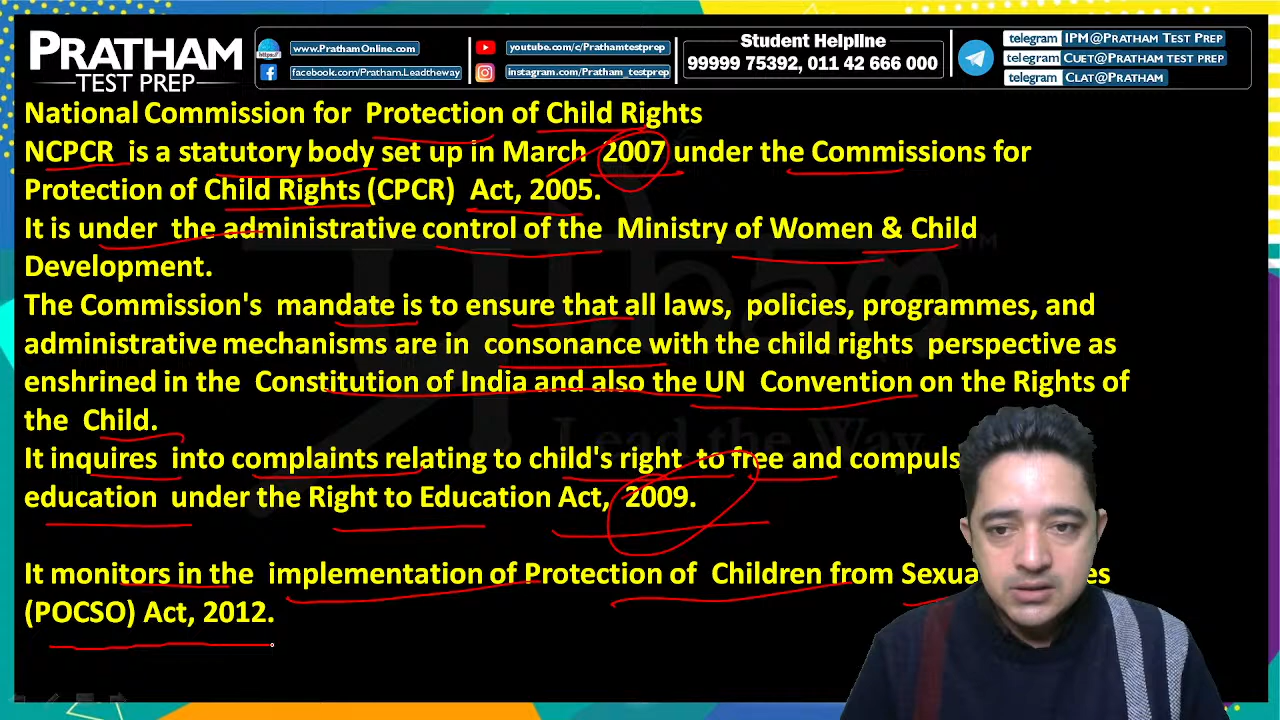 PRATHAM
TEST PREP
https://
www.PrathamOnline.com
facebook.com/Pratham.Leadtheway
youtube.com/c/Prathamtestprep
instagram.com/Pratham_testprep
Student Helpline
99999 75392, 011 42 666 000
telegram IPM@PRATHAM TEST PREP
telegram CUET@PRATHAM TEST PREP
telegram CLAT@PRATHAM
National Commission for Protection of Child Rights
NCPCR is a statutory body set up in March 2007 under the Commissions for
Protection of Child Rights (CPCR) Act, 2005.
It is under the administrative control of the Ministry of Women & Child
Development.
The Commission's mandate is to ensure that all laws, policies, programmes, and
administrative mechanisms are in consonance with the child rights perspective as
enshrined in the Constitution of India and also the UN Convention on the Rights of
the Child.
It inquires into complaints relating to child's right to free and
education under the Right to Education Act, 2009.
It monitors in the implementation of Protection of Children from
(POCSO) Act, 2012.
Lead the Way
TM